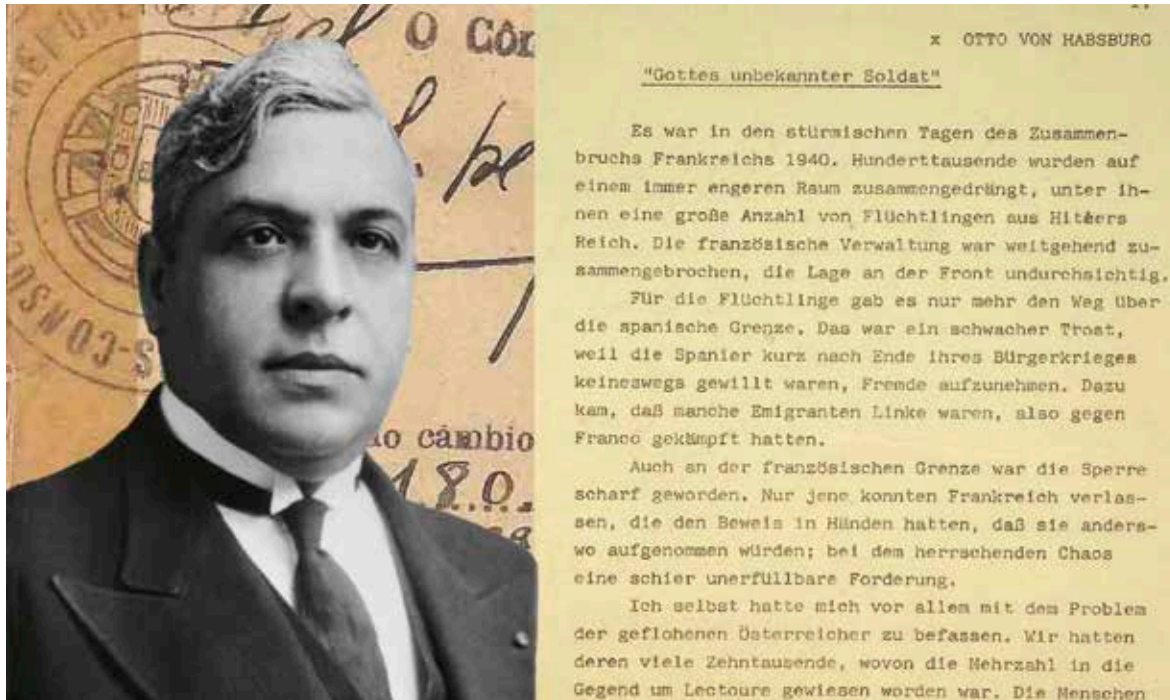 O Côn
S-CONSU
ao câmbio
180.
x OTTO VON HABSBURG
"Gottes unbekannter Soldat"
Es war in den stürmischen Tagen des Zusammen-
bruchs Frankreichs 1940. Hunderttausende wurden auf
einem immer engeren Raum zusammengedrängt, unter ih-
nen eine große Anzahl von Flüchtlingen aus Hitlers
Reich. Die französische Verwaltung war weitgehend zu-
sammengebrochen, die Lage an der Front undurchsichtig.
Für die Flüchtlinge gab es nur mehr den Weg über
die spanische Grenze. Das war ein schwacher Trost,
weil die Spanier kurz nach Ende ihres Bürgerkrieges
keineswegs gewillt waren, Fremde aufzunehmen. Dazu
kam, daß manche Emigranten Linke waren, also gegen
Franco gekämpft hatten.
Auch an der französischen Grenze war die Sperre
scharf geworden. Nur jene konnten Frankreich verlas-
sen, die den Beweis in Händen hatten, daß sie anders-
wo aufgenommen würden; bei dem herrschenden Chaos
eine schier unerfüllbare Forderung.
Ich selbst hatte mich vor allem mit dem Problem
der geflohenen Österreicher zu befassen. Wir hatten
deren viele Zehntausende, wovon die Mehrzahl in die
Gegend um Lectoure gewiesen worden war. Die Menschen